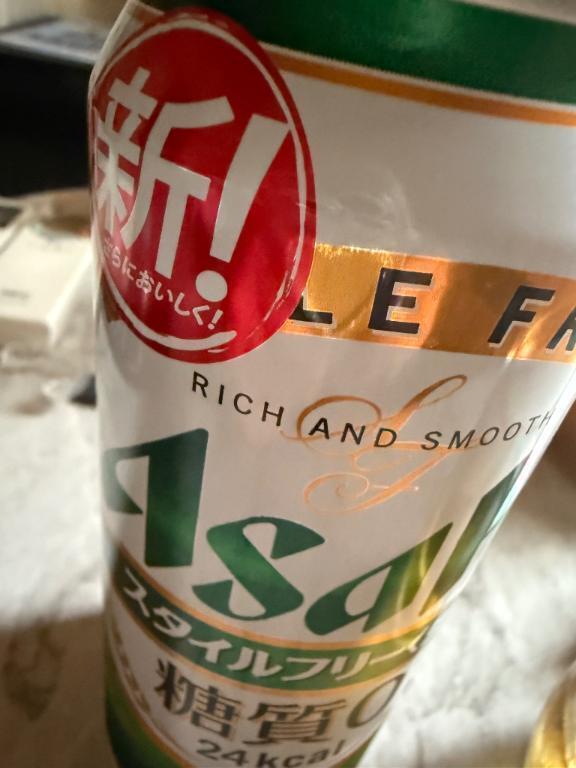 新!
さらにおいしく!
LE FR
RICH AND SMOOTH
Asahi
スタイルフリー
糖質0
24kcal